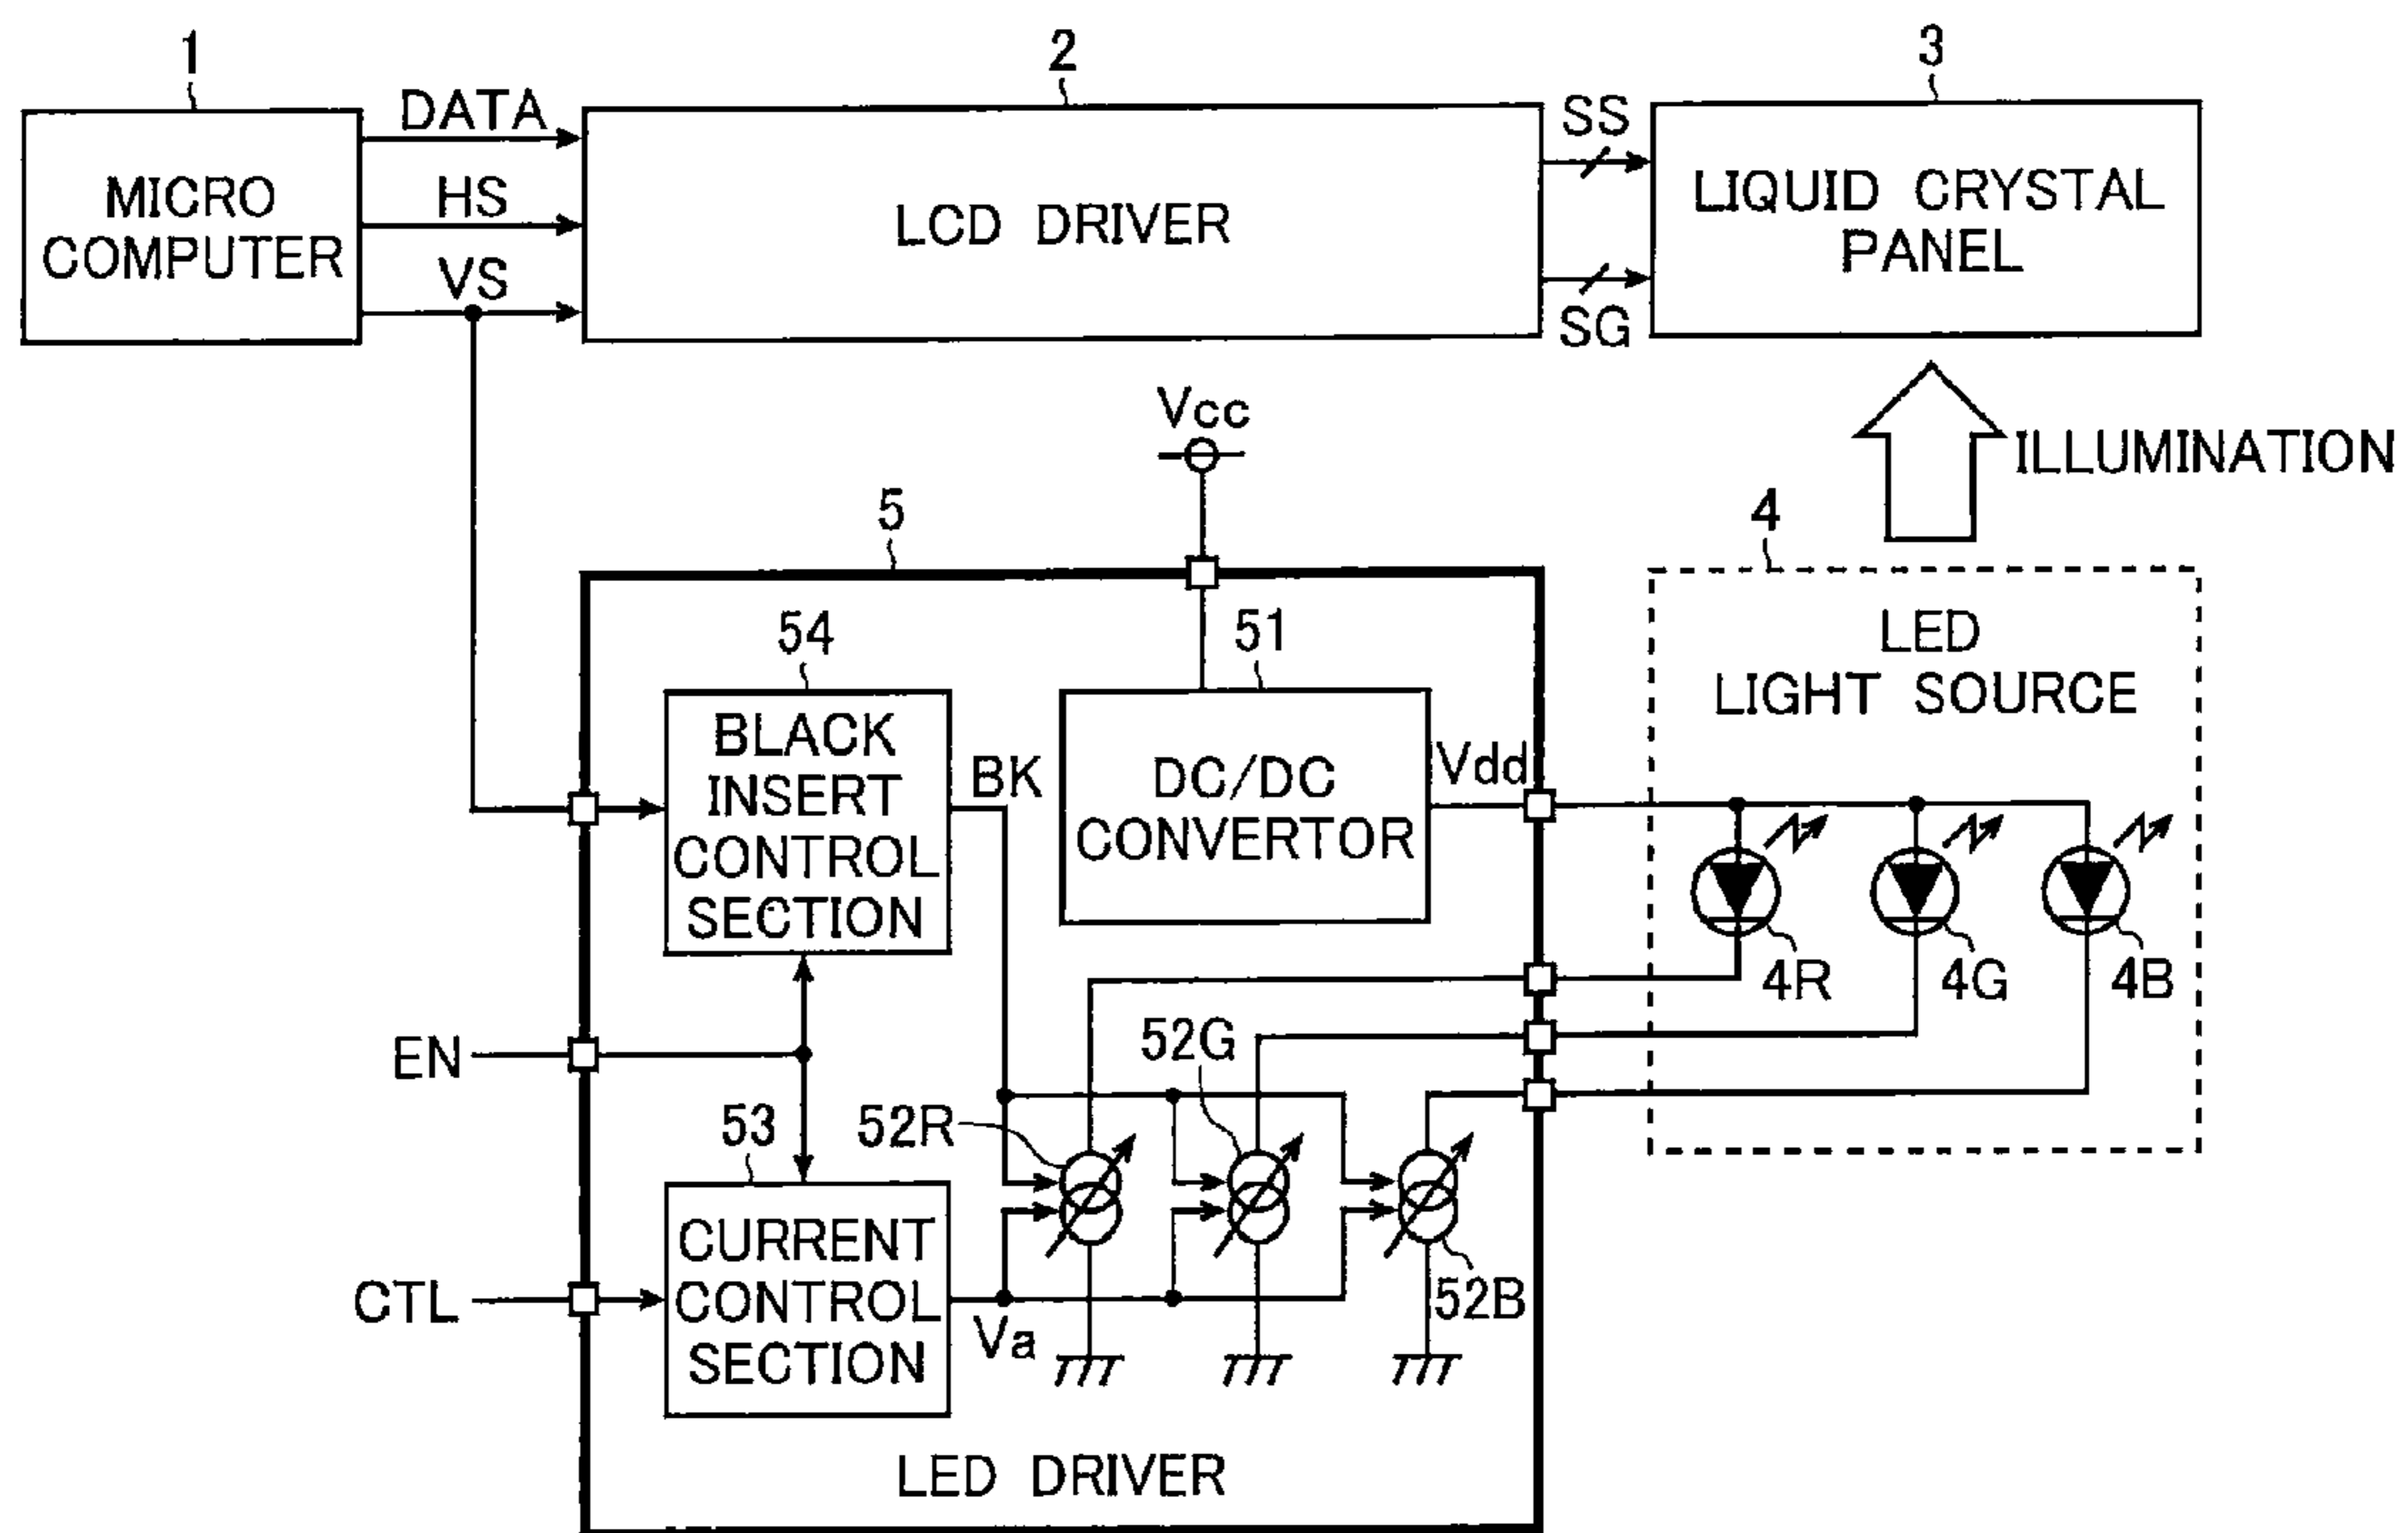 1
2
3
MICRO
COMPUTER
DATA
HS
VS
LCD DRIVER
SS
SG
LIQUID CRYSTAL
PANEL
Vcc
ILLUMINATION
5
4
54
51
BLACK
INSERT
CONTROL
SECTION
BK
DC/DC
CONVERTOR
Vdd
LED
LIGHT SOURCE
4R
4G
4B
EN
52G
53
52R
CURRENT
CONTROL
SECTION
CTL
Va
52B
LED DRIVER